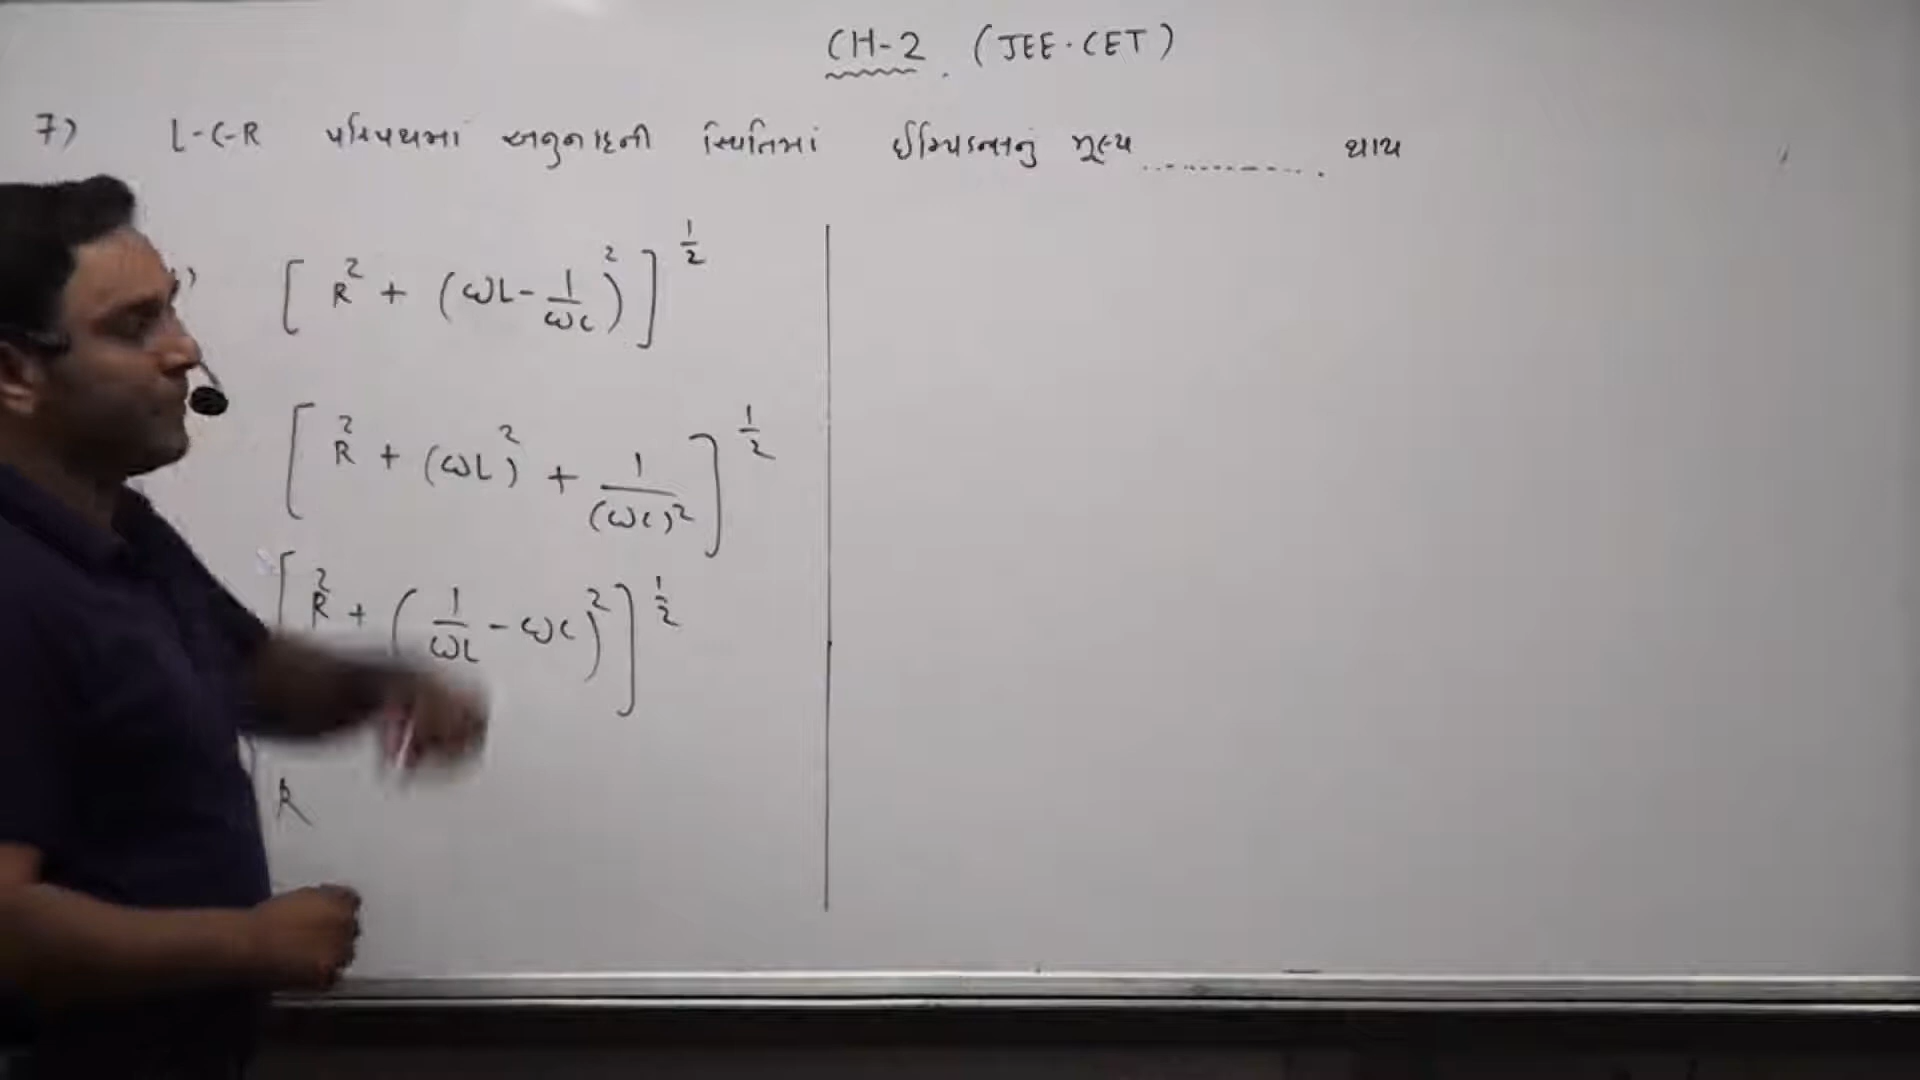 CH-2 (JEE.CET)
7) L-C-R પરિપથમાં અનુનાદની સ્થિતિમાં ઈમ્પિડન્સનું મૂલ્ય ............. થાય
[ R² + (ωL - 1/ωC)² ]^1/2
[ R² + (ωL)² + 1/(ωC)² ]^1/2
[ R² + (1/ωL - ωC)² ]^1/2
R